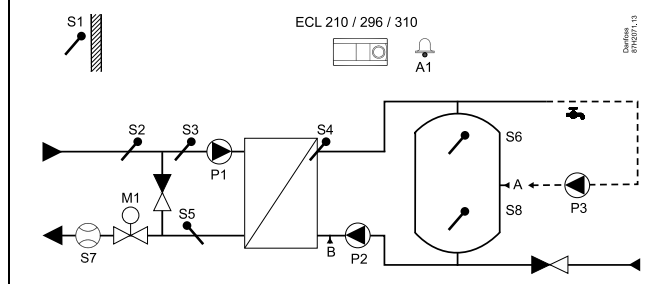 S1
ECL 210 / 296 / 310
A1
Danfoss
87H2071.13
S2
S3
P1
S4
S6
A
S8
P3
M1
S5
S7
B
P2